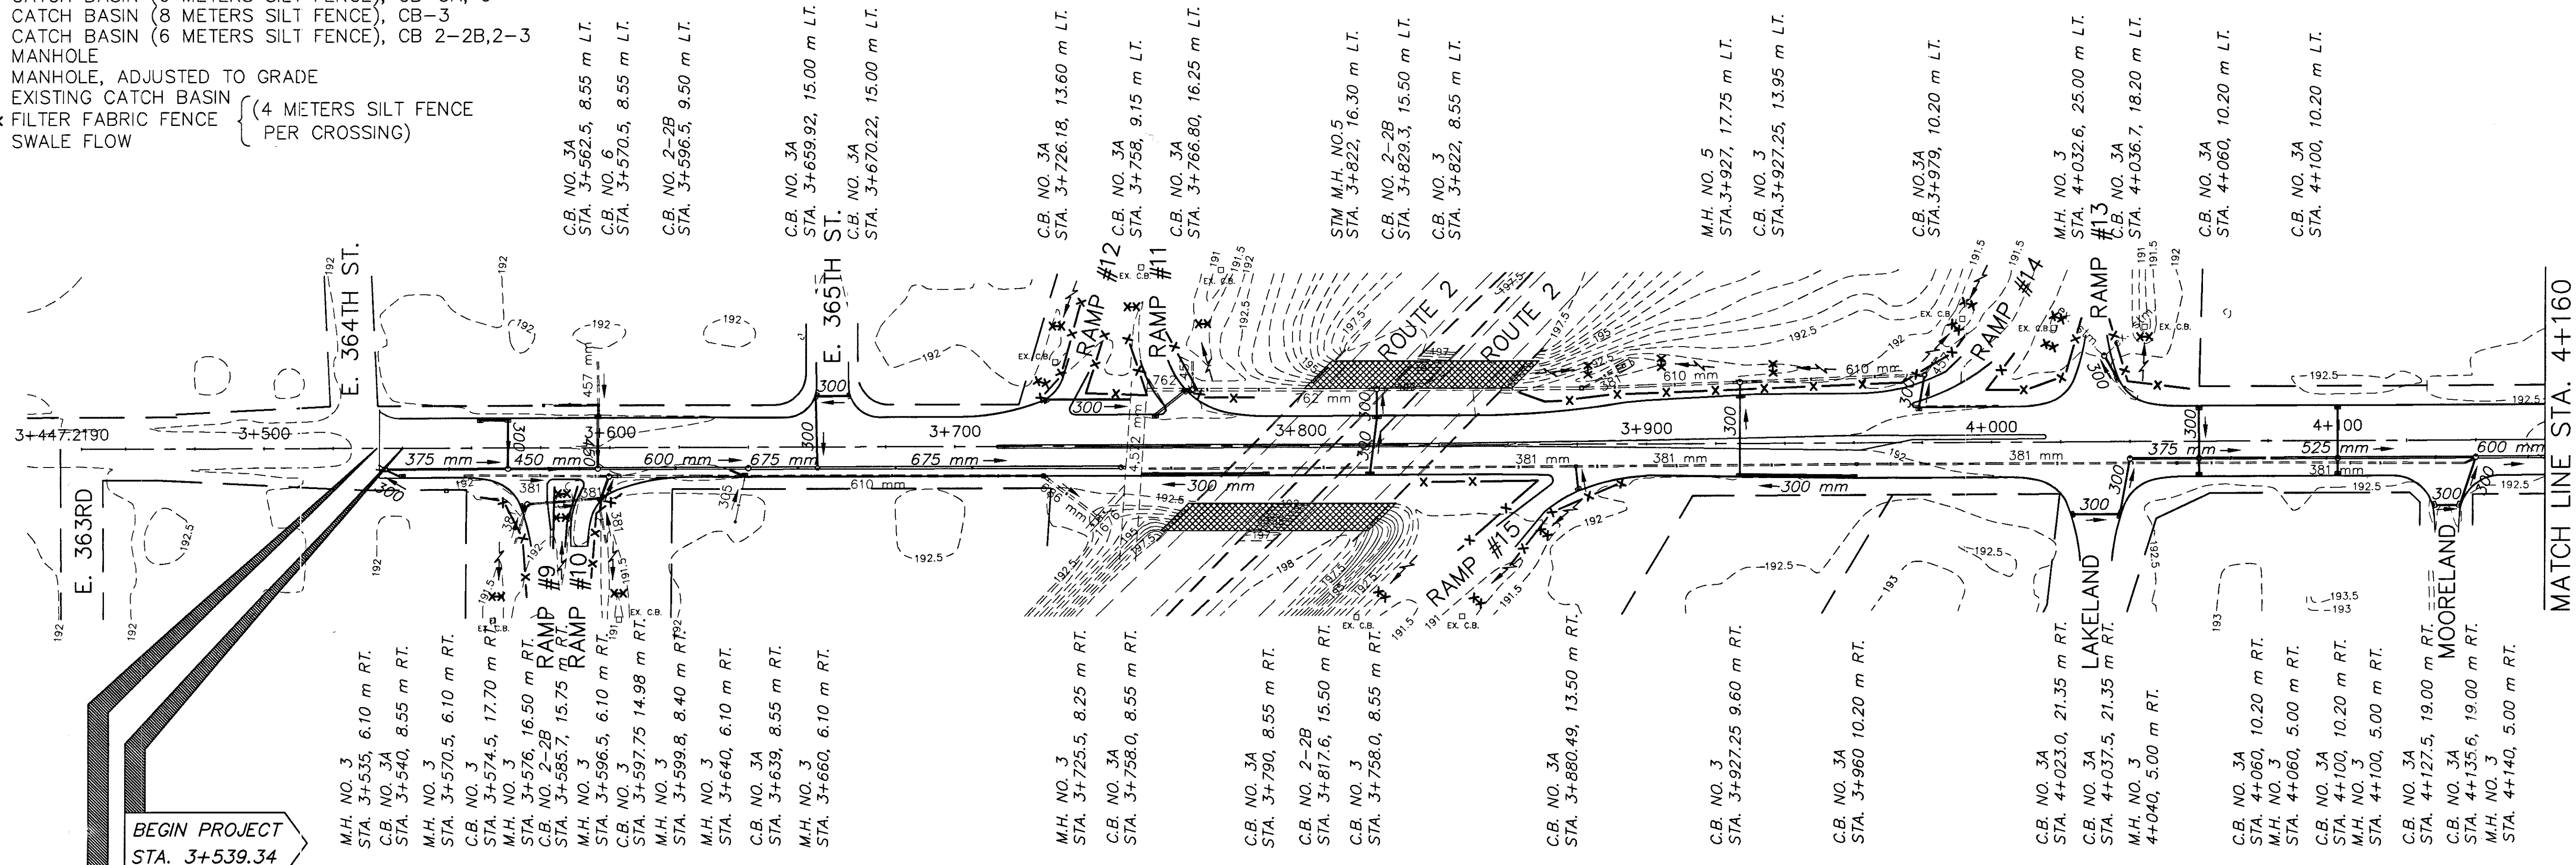 CATCH BASIN (8 METERS SILT FENCE), CB-3
CATCH BASIN (6 METERS SILT FENCE), CB 2-2B,2-3
MANHOLE
MANHOLE, ADJUSTED TO GRADE
EXISTING CATCH BASIN
FILTER FABRIC FENCE
(4 METERS SILT FENCE
PER CROSSING)
SWALE FLOW
C.B. NO. 3A
STA. 3+562.5, 8.55 m LT.
C.B. NO. 6
STA. 3+570.5, 8.55 m LT.
C.B. NO. 2-2B
STA. 3+596.5, 9.50 m LT.
C.B. NO. 3A
STA. 3+659.92, 15.00 m LT.
C.B. NO. 3A
STA. 3+670.22, 15.00 m LT.
C.B. NO. 3A
STA. 3+726.18, 13.60 m LT.
C.B. NO. 3A
STA. 3+758, 9.15 m LT.
C.B. NO. 3A
STA. 3+766.80, 16.25 m LT.
STM M.H. NO.5
STA. 3+822, 16.30 m LT.
C.B. NO. 2-2B
STA. 3+829.3, 15.50 m LT.
C.B. NO. 3
STA. 3+822, 8.55 m LT.
M.H. NO. 5
STA.3+927, 17.75 m LT.
C.B. NO. 3
STA.3+927.25, 13.95 m LT.
C.B. NO.3A
STA.3+979, 10.20 m LT.
M.H. NO. 3
STA. 4+032.6, 25.00 m LT.
C.B. NO. 3A
STA. 4+036.7, 18.20 m LT.
C.B. NO. 3A
STA. 4+060, 10.20 m LT.
C.B. NO. 3A
STA. 4+100, 10.20 m LT.
E. 364TH ST.
E. 365TH ST.
RAMP #12
RAMP #11
ROUTE 2
ROUTE 2
RAMP #14
RAMP #13
MATCH LINE STA. 4+160
3+447.2190
3+500
3+600
3+700
3+800
3+900
4+000
4+100
375 mm
450 mm
600 mm
675 mm
675 mm
300 mm
381 mm
381 mm
381 mm
300 mm
375 mm
525 mm
600 mm
381 mm
457 mm
610 mm
4.52 m
762 mm
610 mm
610 mm
E. 363RD
RAMP #9
RAMP #10
RAMP #15
LAKELAND
MOORELAND
M.H. NO. 3
STA. 3+535, 6.10 m RT.
C.B. NO. 3A
STA. 3+540, 8.55 m RT.
M.H. NO. 3
STA. 3+570.5, 6.10 m RT.
C.B. NO. 3
STA. 3+574.5, 17.70 m RT.
M.H. NO. 3
STA. 3+576, 16.50 m RT.
C.B. NO. 2-2B
STA. 3+585.7, 15.75 m RT.
M.H. NO. 3
STA. 3+596.5, 6.10 m RT.
C.B. NO. 3
STA. 3+597.75 14.98 m RT.
M.H. NO. 3
STA. 3+599.8, 8.40 m RT.
M.H. NO. 3
STA. 3+640, 6.10 m RT.
C.B. NO. 3A
STA. 3+639, 8.55 m RT.
M.H. NO. 3
STA. 3+660, 6.10 m RT.
M.H. NO. 3
STA. 3+725.5, 8.25 m RT.
C.B. NO. 3A
STA. 3+758.0, 8.55 m RT.
C.B. NO. 3A
STA. 3+790, 8.55 m RT.
C.B. NO. 2-2B
STA. 3+817.6, 15.50 m RT.
C.B. NO. 3
STA. 3+758.0, 8.55 m RT.
C.B. NO. 3A
STA. 3+880.49, 13.50 m RT.
C.B. NO. 3
STA. 3+927.25 9.60 m RT.
C.B. NO. 3A
STA. 3+960 10.20 m RT.
C.B. NO. 3A
STA. 4+023.0, 21.35 m RT.
C.B. NO. 3A
STA. 4+037.5, 21.35 m RT.
M.H. NO. 3
4+040, 5.00 m RT.
C.B. NO. 3A
STA. 4+060, 10.20 m RT.
M.H. NO. 3
STA. 4+060, 5.00 m RT.
C.B. NO. 3A
STA. 4+100, 10.20 m RT.
M.H. NO. 3
STA. 4+100, 5.00 m RT.
C.B. NO. 3A
STA. 4+127.5, 19.00 m RT.
C.B. NO. 3A
STA. 4+135.6, 19.00 m RT.
M.H. NO. 3
STA. 4+140, 5.00 m RT.
BEGIN PROJECT
STA. 3+539.34